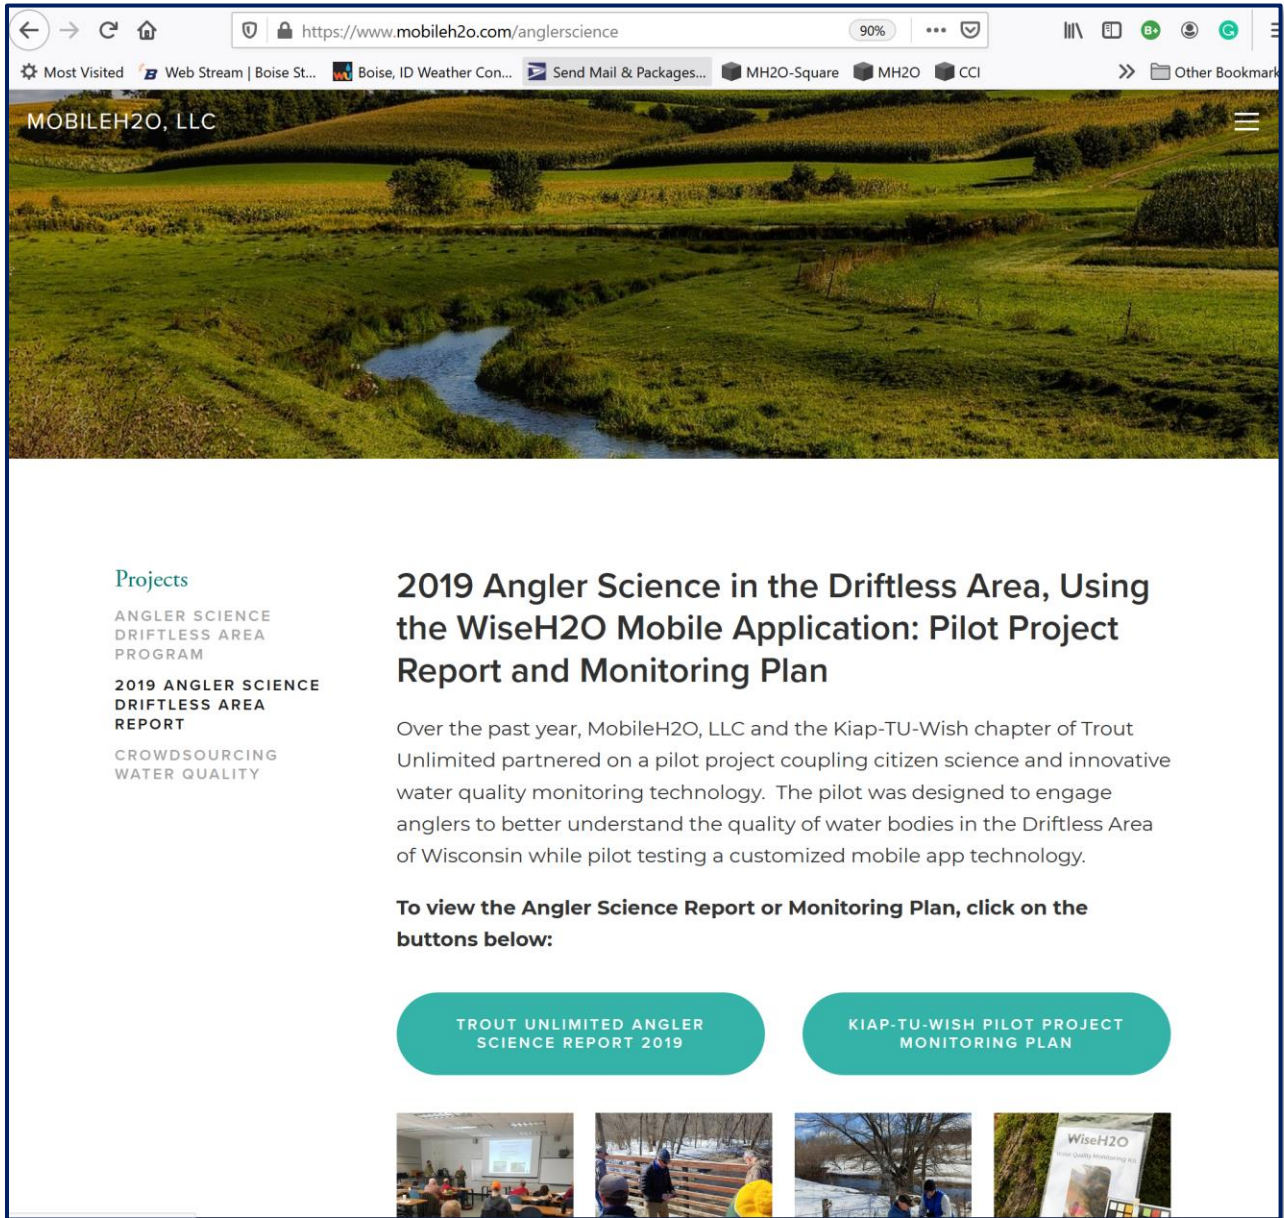 https://www.mobileh2o.com/anglerscience
90%
Most Visited
Web Stream | Boise St...
Boise, ID Weather Con...
Send Mail & Packages...
MH2O-Square
MH2O
CCI
Other Bookmark
MOBILEH2O, LLC
Projects
ANGLER SCIENCE
DRIFTLESS AREA
PROGRAM
2019 ANGLER SCIENCE
DRIFTLESS AREA
REPORT
CROWDSOURCING
WATER QUALITY
2019 Angler Science in the Driftless Area, Using
the WiseH2O Mobile Application: Pilot Project
Report and Monitoring Plan
Over the past year, MobileH2O, LLC and the Kiap-TU-Wish chapter of Trout
Unlimited partnered on a pilot project coupling citizen science and innovative
water quality monitoring technology.  The pilot was designed to engage
anglers to better understand the quality of water bodies in the Driftless Area
of Wisconsin while pilot testing a customized mobile app technology.
To view the Angler Science Report or Monitoring Plan, click on the
buttons below:
TROUT UNLIMITED ANGLER
SCIENCE REPORT 2019
KIAP-TU-WISH PILOT PROJECT
MONITORING PLAN
WiseH2O
Water Quality Monitoring Kit